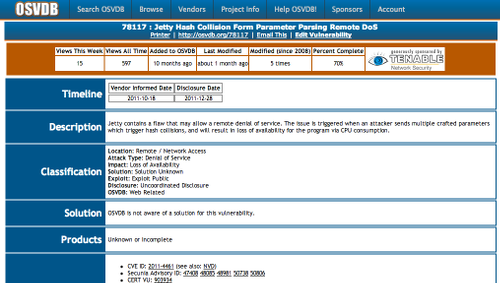 OSVDB Search OSVDB Browse Vendors Project Info Help OSVDB! Sponsors Account
78117 : Jetty Hash Collision Form Parameter Parsing Remote DoS
Printer | http://osvdb.org/78117 | Email This | Edit Vulnerability
Views This Week Views All Time Added to OSVDB Last Modified Modified (since 2008) Percent Complete
15 597 10 months ago about 1 month ago 5 times 70%
generously sponsored by
TENABLE
Network Security
Timeline
Vendor Informed Date Disclosure Date
2011-10-18 2011-12-28
Description
Jetty contains a flaw that may allow a remote denial of service. The issue is triggered when an attacker sends multiple crafted parameters
which trigger hash collisions, and will result in loss of availability for the program via CPU consumption.
Classification
Location: Remote / Network Access
Attack Type: Denial of Service
Impact: Loss of Availability
Solution: Solution Unknown
Exploit: Exploit Public
Disclosure: Uncoordinated Disclosure
OSVDB: Web Related
Solution
OSVDB is not aware of a solution for this vulnerability.
Products
Unknown or Incomplete
• CVE ID: 2011-4461 (see also: NVD)
• Secunia Advisory ID: 47408 48085 48981 50738 50806
• CERT VU: 903934